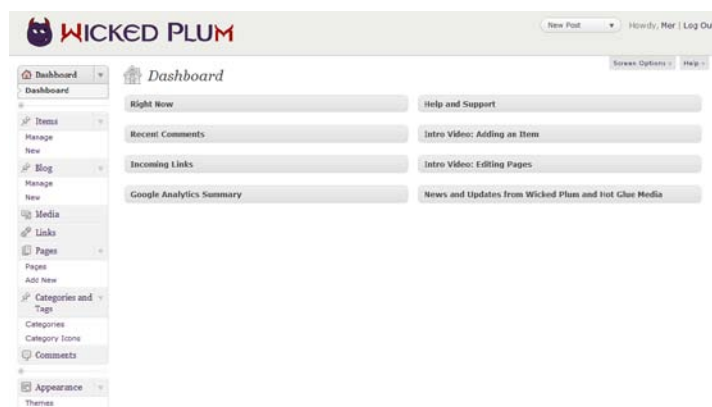 WICKED PLUM
New Post
Howdy, Mer | Log Ou
Screen Options
Help
Dashboard
Dashboard
Items
Manage
New
Blog
Manage
New
Media
Links
Pages
Pages
Add New
Categories and
Tags
Categories
Category Icons
Comments
Appearance
Themes
Dashboard
Right Now
Recent Comments
Incoming Links
Google Analytics Summary
Help and Support
Intro Video: Adding an Item
Intro Video: Editing Pages
News and Updates from Wicked Plum and Hot Glue Media